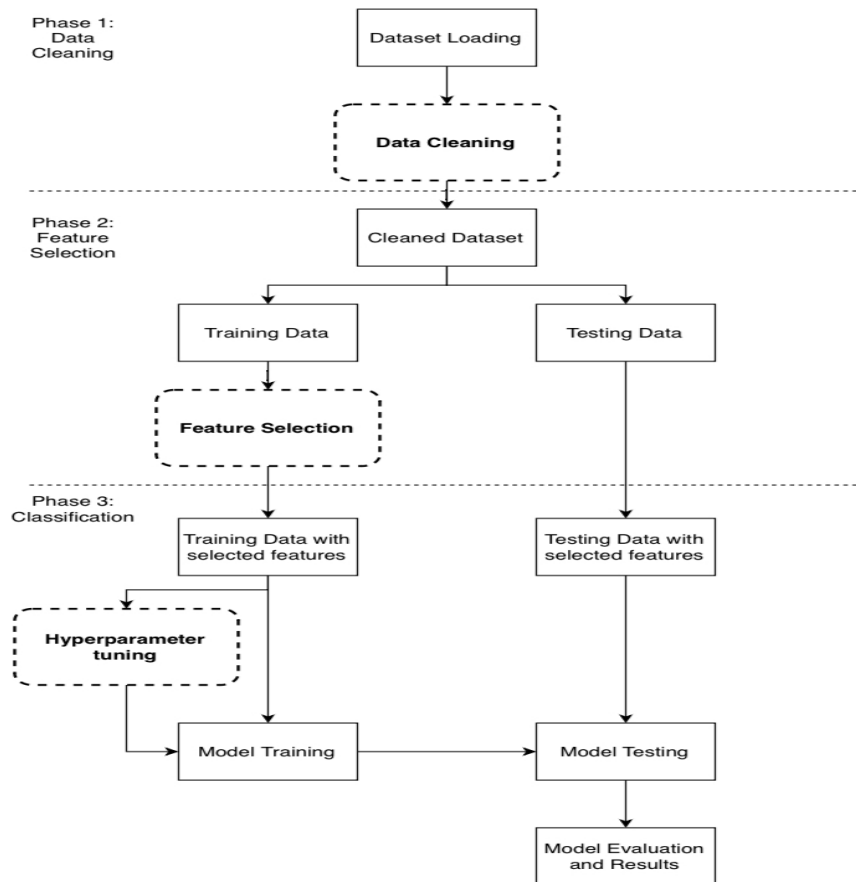 Phase 1:
Data
Cleaning
Dataset Loading
Data Cleaning
Phase 2:
Feature
Selection
Cleaned Dataset
Training Data
Testing Data
Feature Selection
Phase 3:
Classification
Training Data with
selected features
Testing Data with
selected features
Hyperparameter
tuning
Model Training
Model Testing
Model Evaluation
and Results